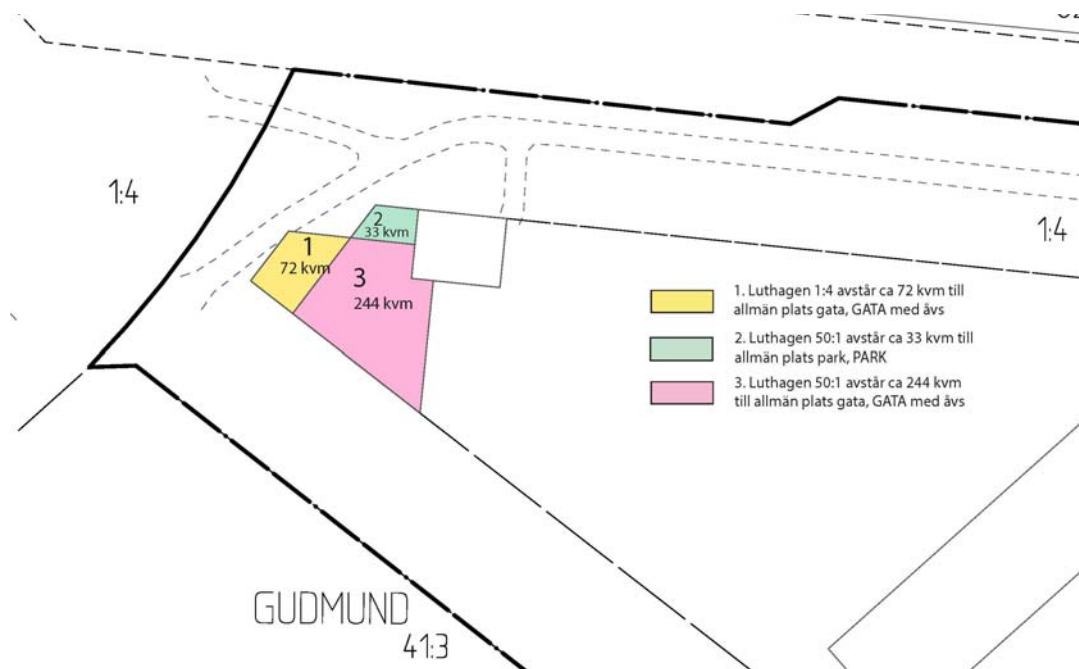 1:4
2
33 kvm
1
72 kvm
3
244 kvm
1:4
1. Luthagen 1:4 avstår ca 72 kvm till
allmän plats gata, GATA med åvs
2. Luthagen 50:1 avstår ca 33 kvm till
allmän plats park, PARK
3. Luthagen 50:1 avstår ca 244 kvm
till allmän plats gata, GATA med åvs
GUDMUND
41:3